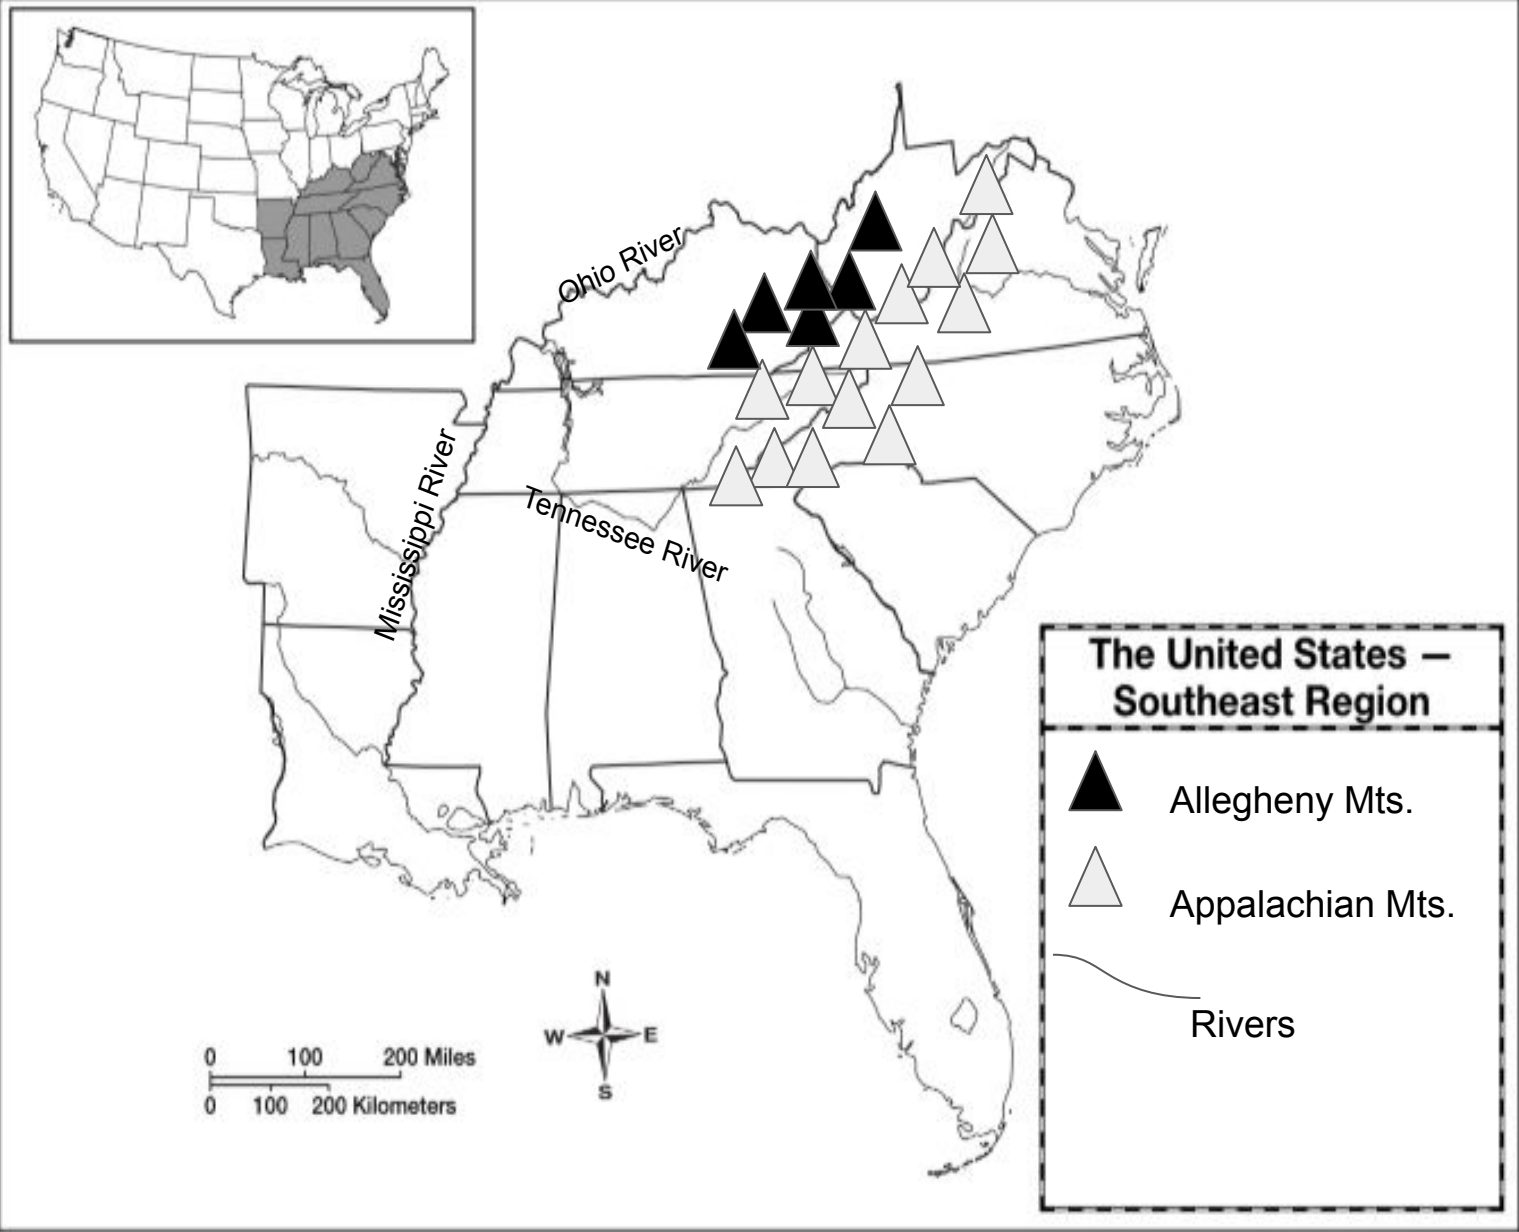 Ohio River
Mississippi River
Tennessee River
The United States —
Southeast Region
Allegheny Mts.
Appalachian Mts.
Rivers
N
W E
S
0 100 200 Miles
0 100 200 Kilometers